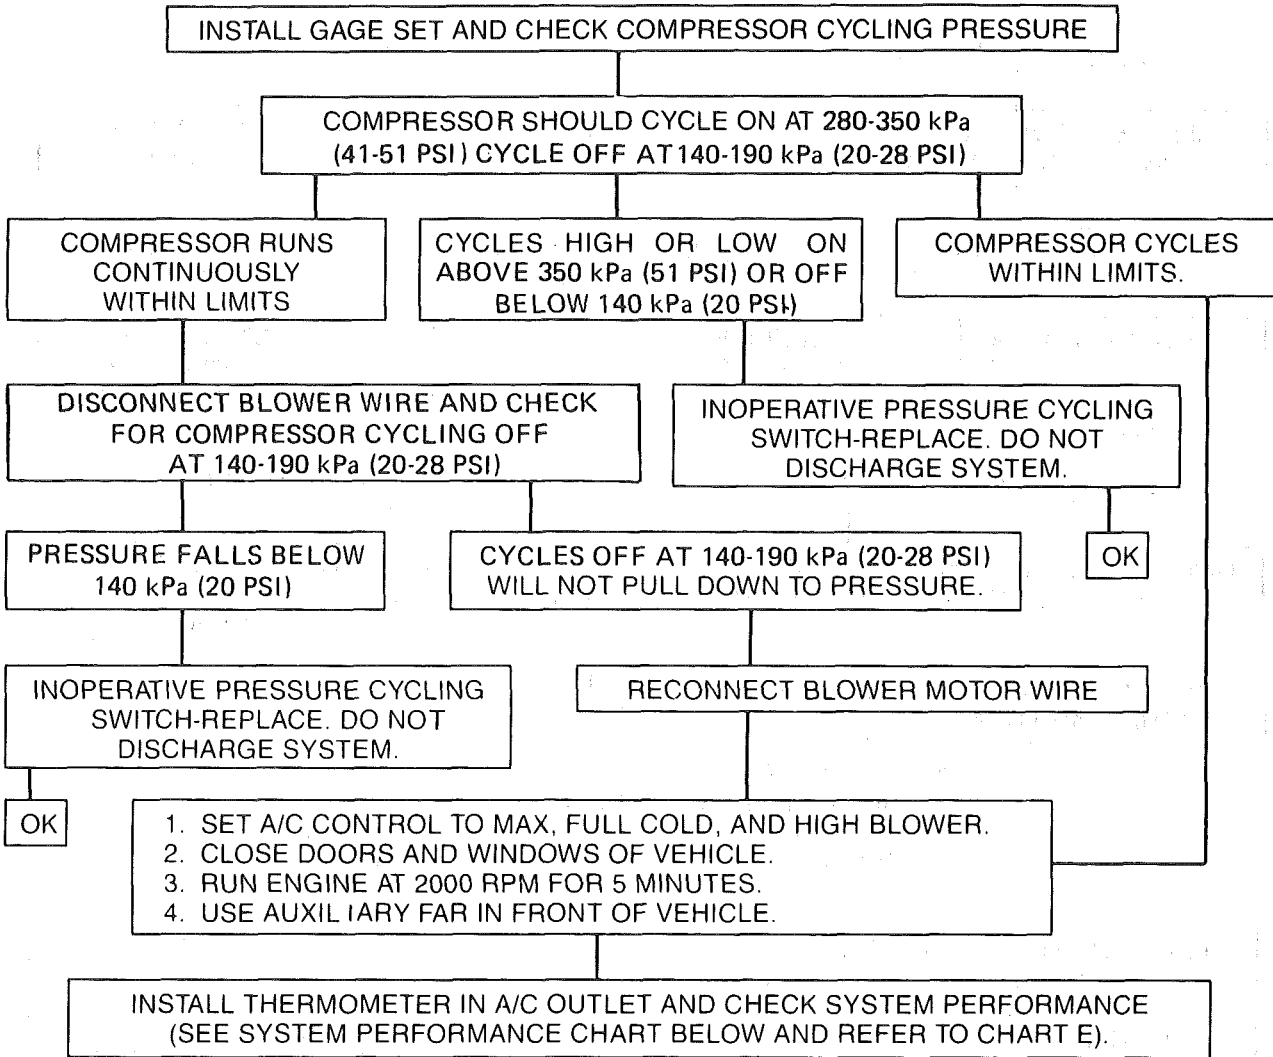 INSTALL GAGE SET AND CHECK COMPRESSOR CYCLING PRESSURE
COMPRESSOR SHOULD CYCLE ON AT 280-350 kPa
(41-51 PSI) CYCLE OFF AT 140-190 kPa (20-28 PSI)
COMPRESSOR RUNS
CONTINUOUSLY
WITHIN LIMITS
CYCLES HIGH OR LOW ON
ABOVE 350 kPa (51 PSI) OR OFF
BELOW 140 kPa (20 PSI)
COMPRESSOR CYCLES
WITHIN LIMITS.
DISCONNECT BLOWER WIRE AND CHECK
FOR COMPRESSOR CYCLING OFF
AT 140-190 kPa (20-28 PSI)
INOPERATIVE PRESSURE CYCLING
SWITCH-REPLACE. DO NOT
DISCHARGE SYSTEM.
PRESSURE FALLS BELOW
140 kPa (20 PSI)
CYCLES OFF AT 140-190 kPa (20-28 PSI)
WILL NOT PULL DOWN TO PRESSURE.
OK
INOPERATIVE PRESSURE CYCLING
SWITCH-REPLACE. DO NOT
DISCHARGE SYSTEM.
RECONNECT BLOWER MOTOR WIRE
OK
1. SET A/C CONTROL TO MAX, FULL COLD, AND HIGH BLOWER.
2. CLOSE DOORS AND WINDOWS OF VEHICLE.
3. RUN ENGINE AT 2000 RPM FOR 5 MINUTES.
4. USE AUXILIARY FAR IN FRONT OF VEHICLE.
INSTALL THERMOMETER IN A/C OUTLET AND CHECK SYSTEM PERFORMANCE
(SEE SYSTEM PERFORMANCE CHART BELOW AND REFER TO CHART E).